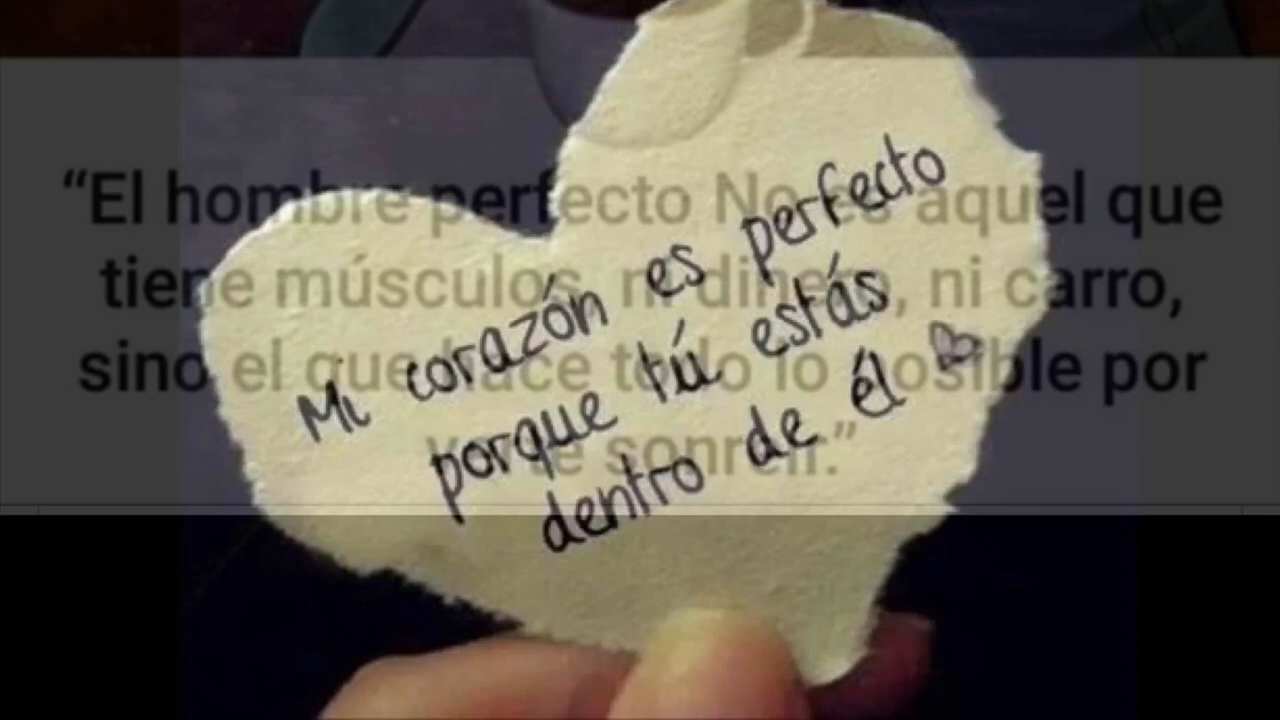 “El hombre perfecto No es aquel que
tiene músculos, ni dinero, ni carro,
sino el que hace todo lo posible por
verte sonreír.”
Mi corazón es perfecto
porque tú estás
dentro de él